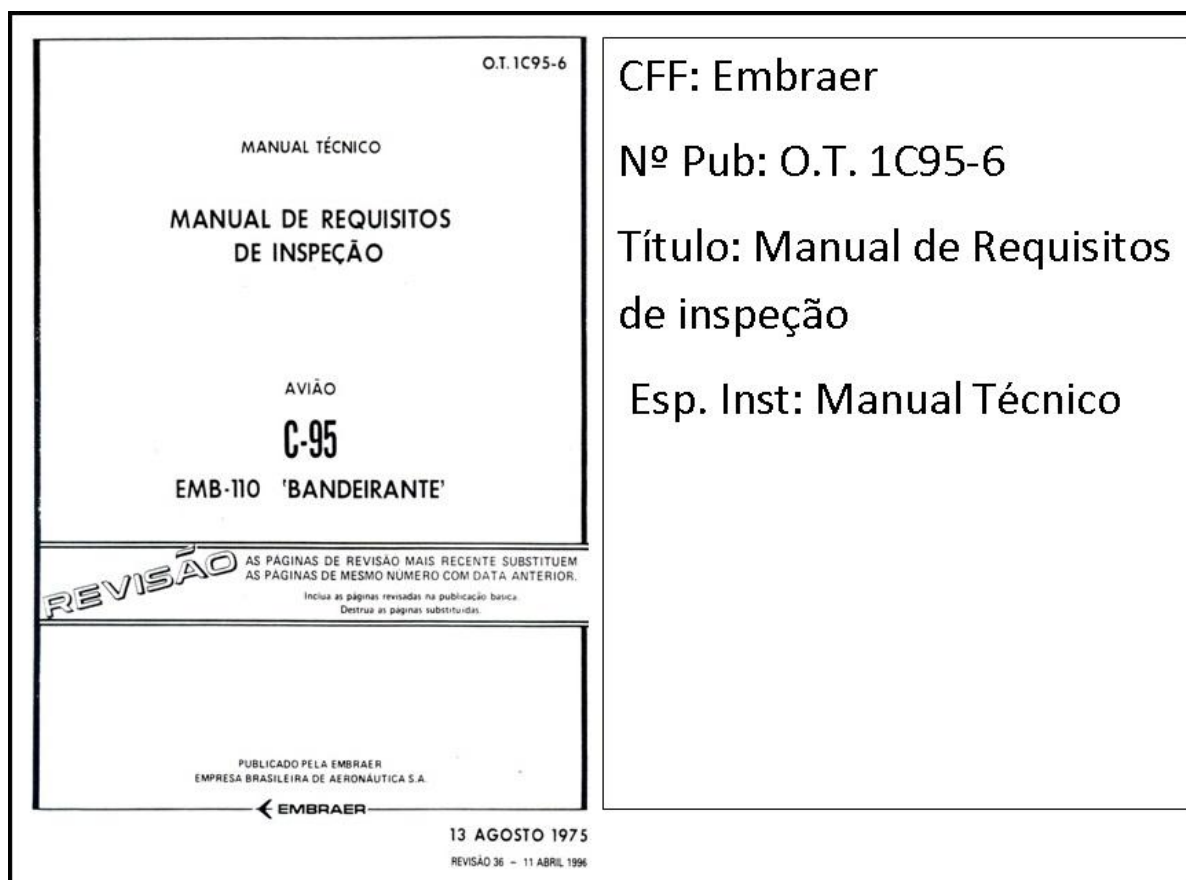 O.T. 1C95-6
MANUAL TÉCNICO
MANUAL DE REQUISITOS
DE INSPEÇÃO
AVIÃO
C-95
EMB-110 'BANDEIRANTE'
REVISÃO
AS PÁGINAS DE REVISÃO MAIS RECENTE SUBSTITUEM
AS PÁGINAS DE MESMO NÚMERO COM DATA ANTERIOR.
Inclua as páginas revisadas na publicação basica.
Destrua as páginas substituidas.
PUBLICADO PELA EMBRAER
EMPRESA BRASILEIRA DE AERONÁUTICA S.A.
EMBRAER
13 AGOSTO 1975
REVISÃO 36 – 11 ABRIL 1996
CFF: Embraer
Nº Pub: O.T. 1C95-6
Título: Manual de Requisitos
de inspeção
Esp. Inst: Manual Técnico